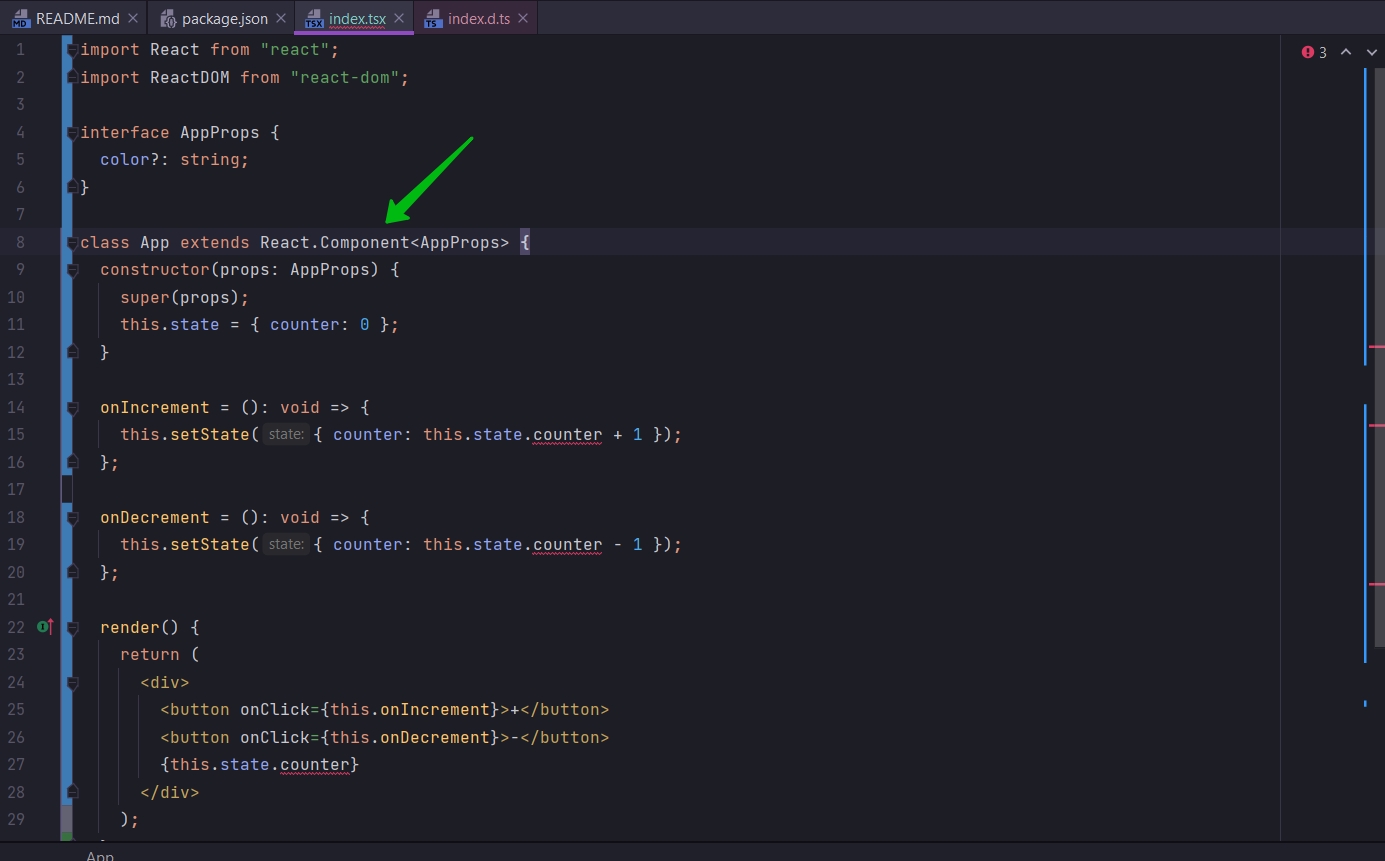 README.md package.json index.tsx index.d.ts
1 import React from "react"; 3
2 import ReactDOM from "react-dom";
3
4 interface AppProps {
5 color?: string;
6 }
7
8 class App extends React.Component<AppProps> {
9 constructor(props: AppProps) {
10 super(props);
11 this.state = { counter: 0 };
12 }
13
14 onIncrement = (): void => {
15 this.setState( state: { counter: this.state.counter + 1 });
16 };
17
18 onDecrement = (): void => {
19 this.setState( state: { counter: this.state.counter - 1 });
20 };
21
22 render() {
23 return (
24 <div>
25 <button onClick={this.onIncrement}>+</button>
26 <button onClick={this.onDecrement}>-</button>
27 {this.state.counter}
28 </div>
29 );
App